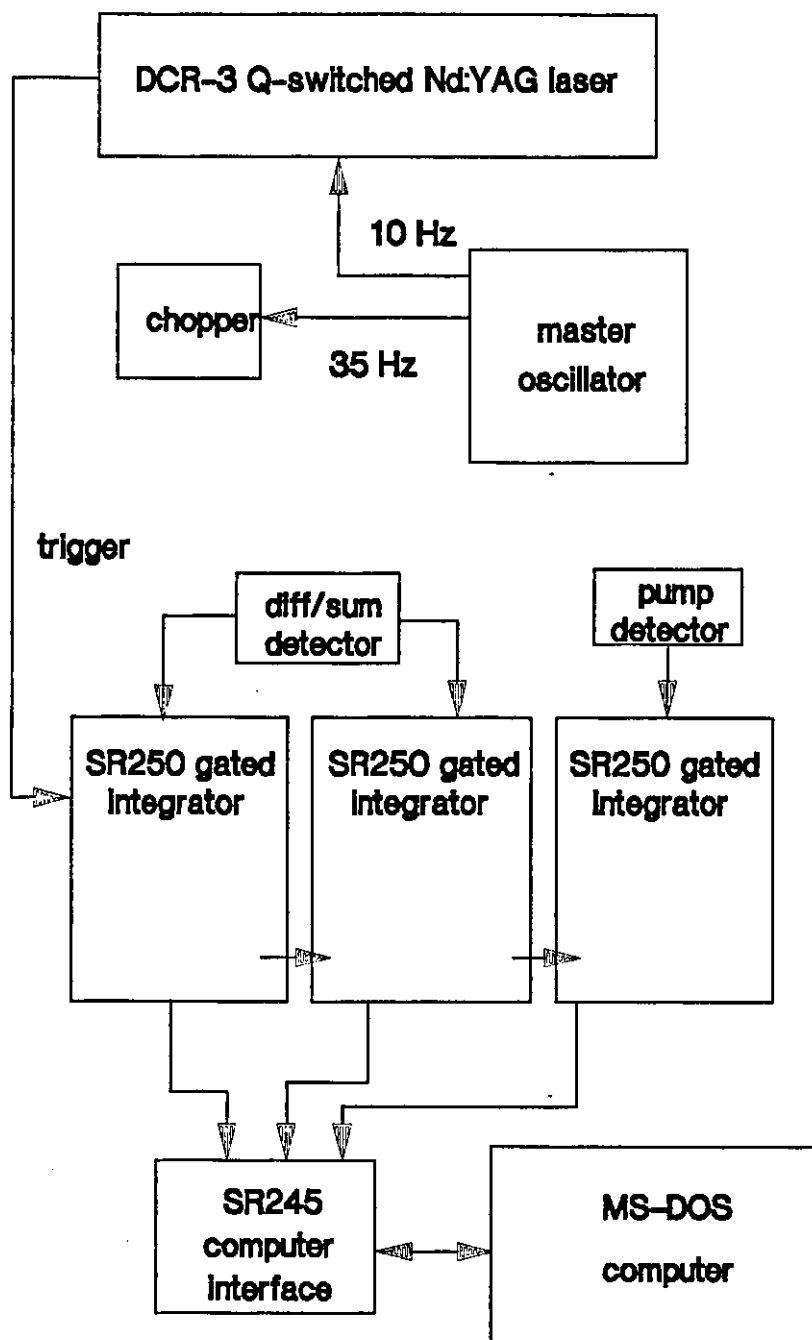 DCR-3 Q-switched Nd:YAG laser
10 Hz
chopper
35 Hz
master
oscillator
trigger
diff/sum
detector
pump
detector
SR250 gated
integrator
SR250 gated
integrator
SR250 gated
integrator
SR245
computer
interface
MS-DOS
computer